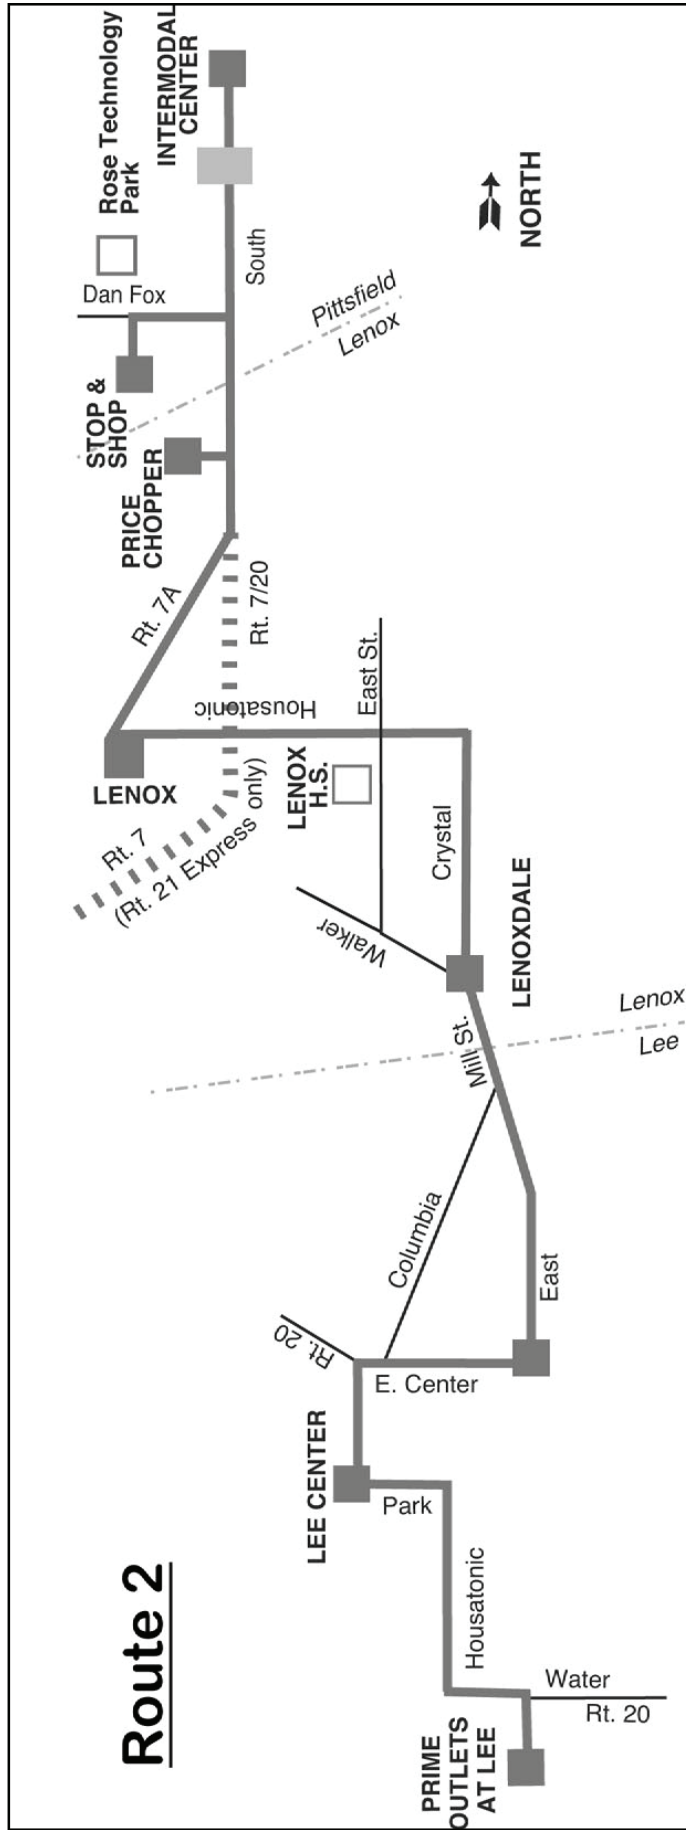 Route 2
INTERMODAL
CENTER
Rose Technology
Park
South
Dan Fox
STOP &
SHOP
Pittsfield
Lenox
PRICE
CHOPPER
NORTH
Rt. 7A
Rt. 7/20
Housatonic
East St.
LENOX
LENOX
H.S.
Rt. 7
(Rt. 21 Express only)
Crystal
Walker
LENOXDALE
Mill St.
Lenox
Lee
Columbia
East
Rt. 20
E. Center
LEE CENTER
Park
Housatonic
Water
Rt. 20
PRIME
OUTLETS
AT LEE